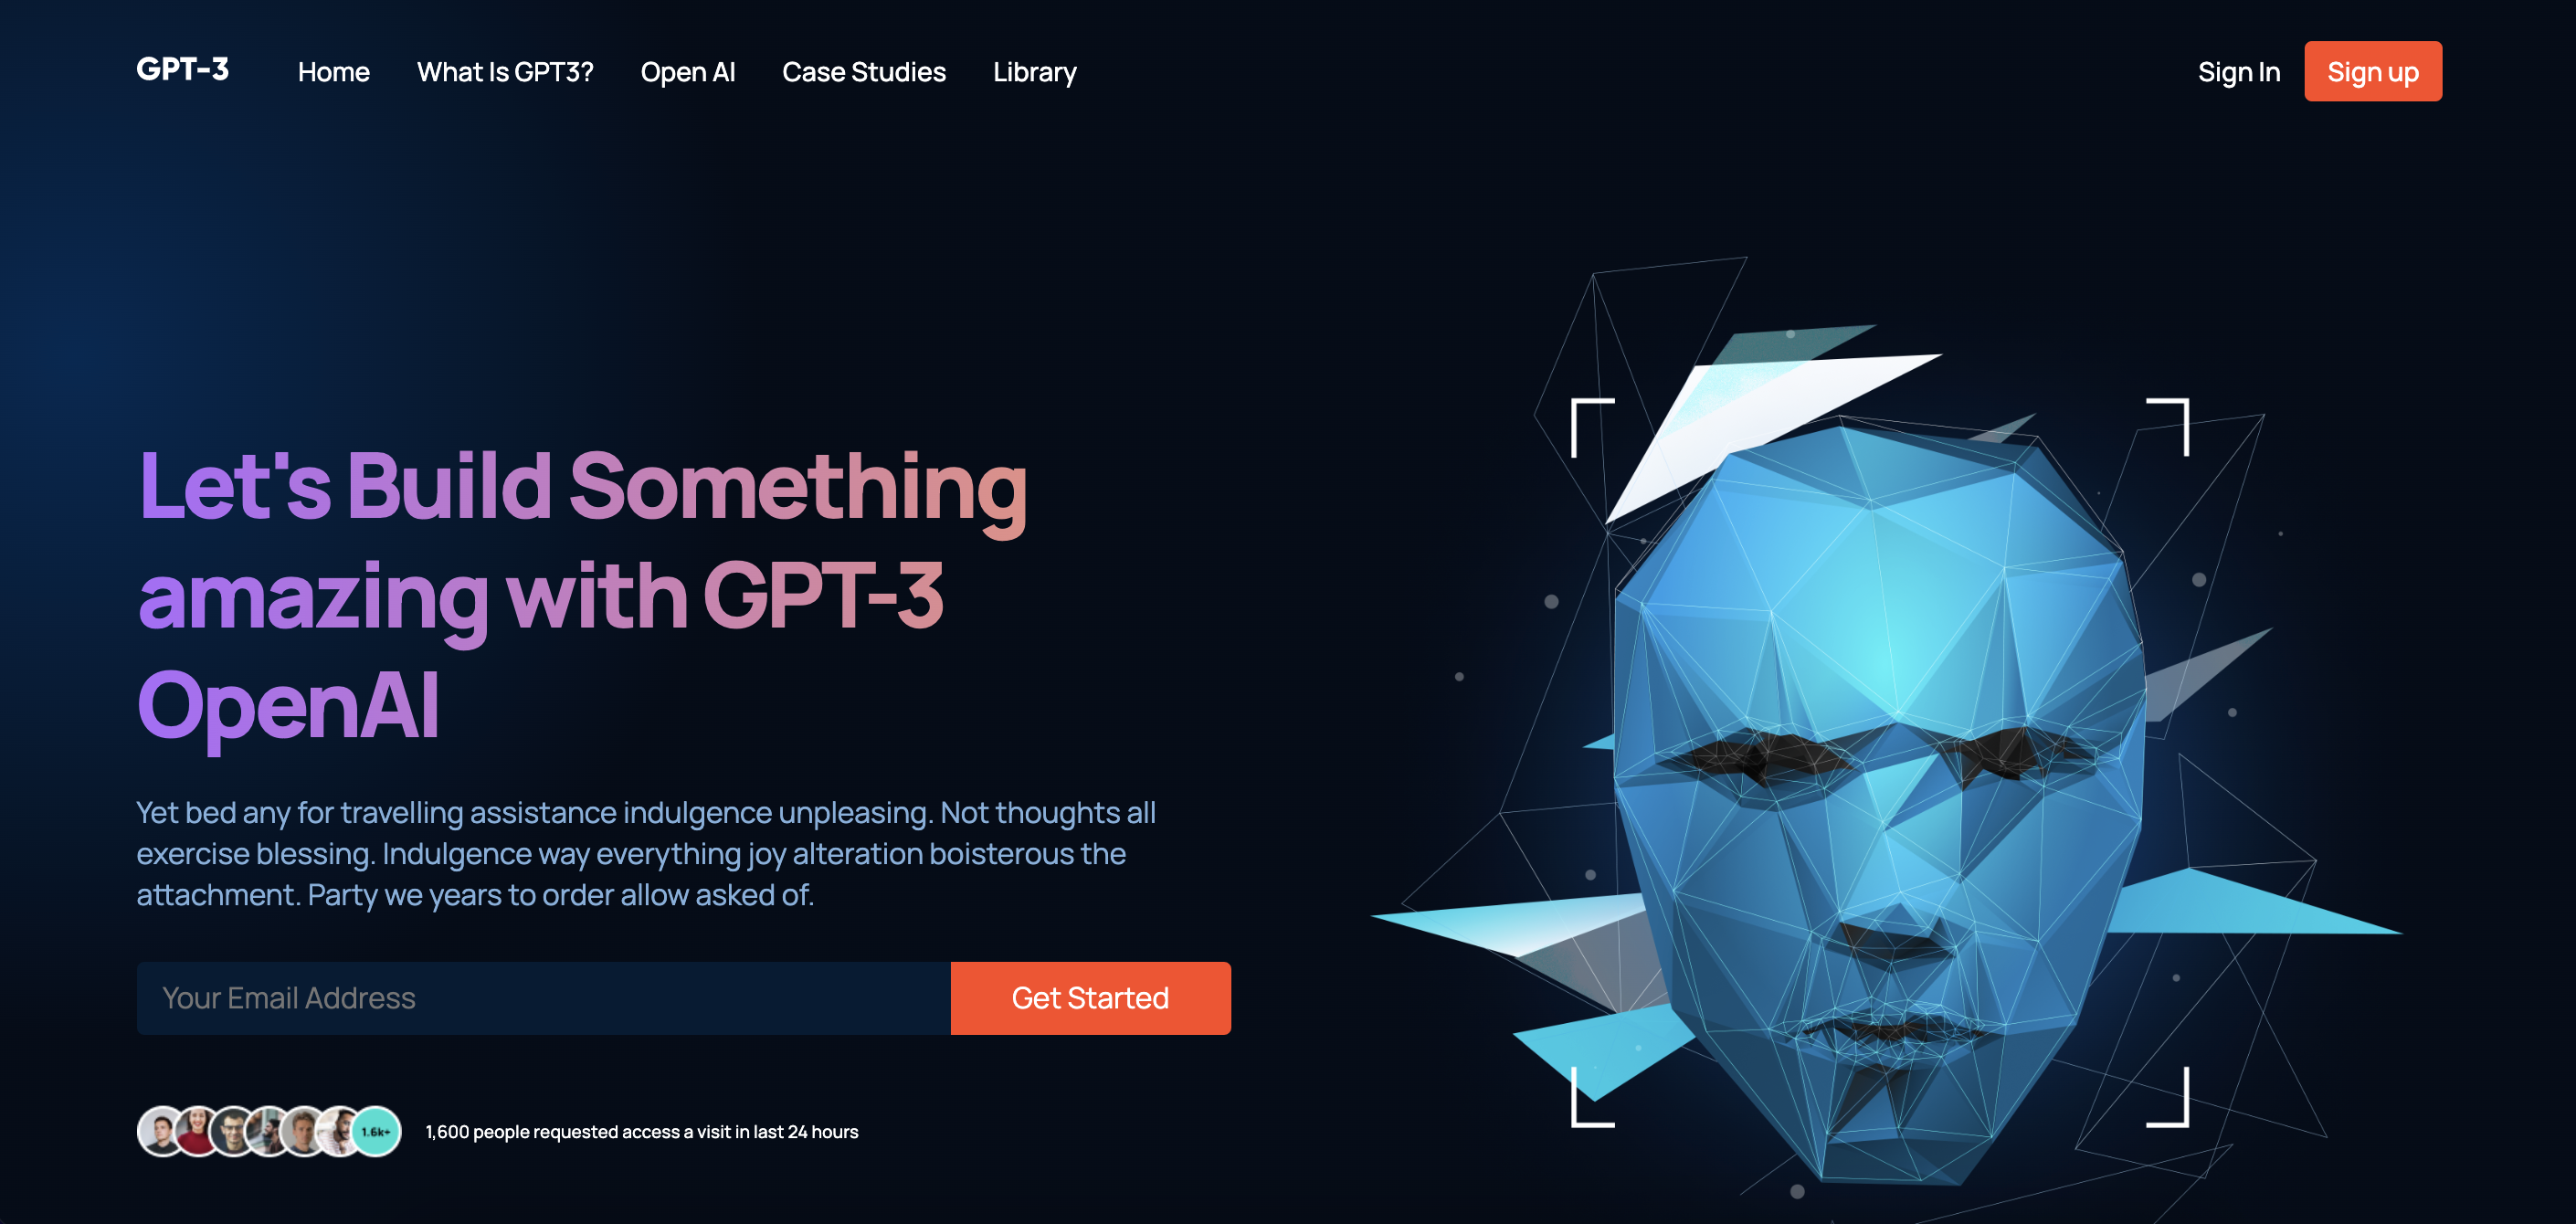 GPT-3
Home
What Is GPT3?
Open AI
Case Studies
Library
Sign In
Sign up
Let's Build Something
amazing with GPT-3
OpenAI
Yet bed any for travelling assistance indulgence unpleasing. Not thoughts all
exercise blessing. Indulgence way everything joy alteration boisterous the
attachment. Party we years to order allow asked of.
Your Email Address
Get Started
1.6k+
1,600 people requested access a visit in last 24 hours